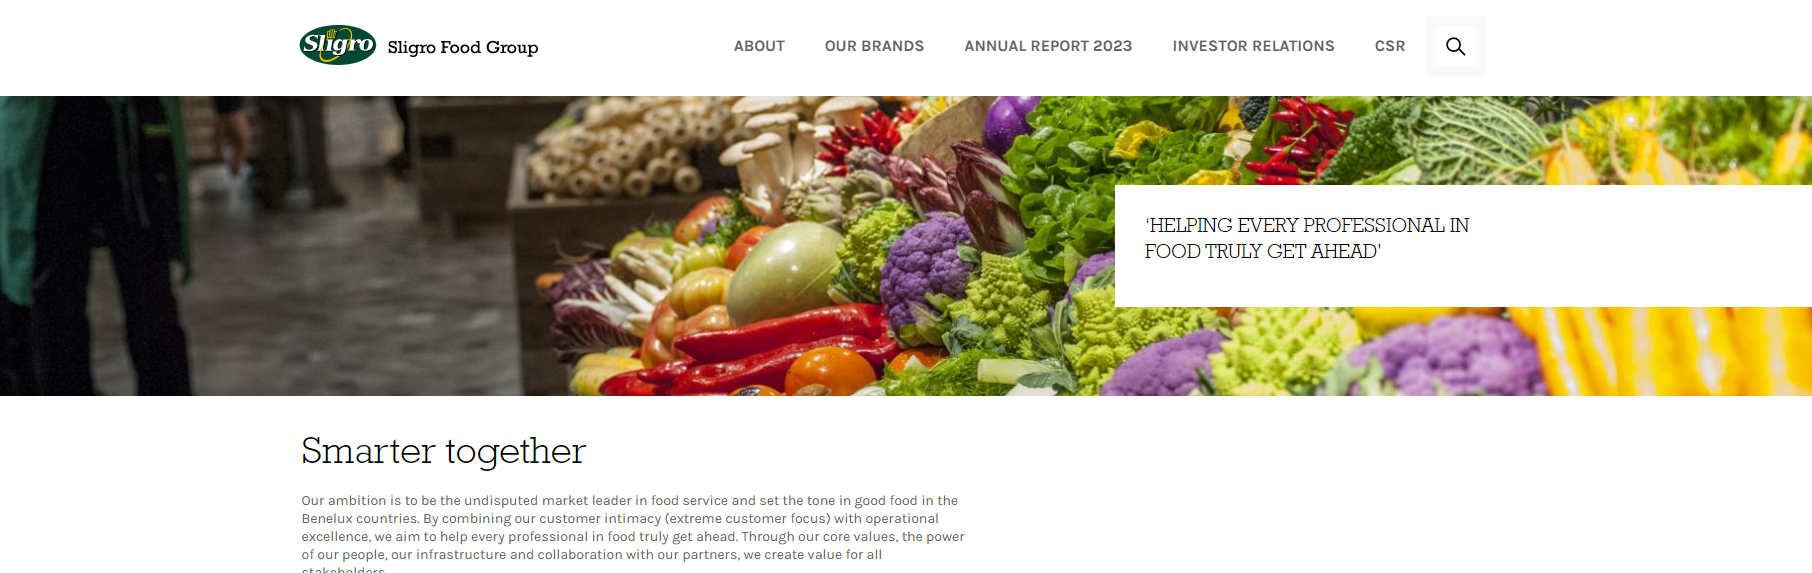 Sligro Sligro Food Group
ABOUT OUR BRANDS ANNUAL REPORT 2023 INVESTOR RELATIONS CSR
‘HELPING EVERY PROFESSIONAL IN
FOOD TRULY GET AHEAD’
Smarter together
Our ambition is to be the undisputed market leader in food service and set the tone in good food in the
Benelux countries. By combining our customer intimacy (extreme customer focus) with operational
excellence, we aim to help every professional in food truly get ahead. Through our core values, the power
of our people, our infrastructure and collaboration with our partners, we create value for all
stakeholders